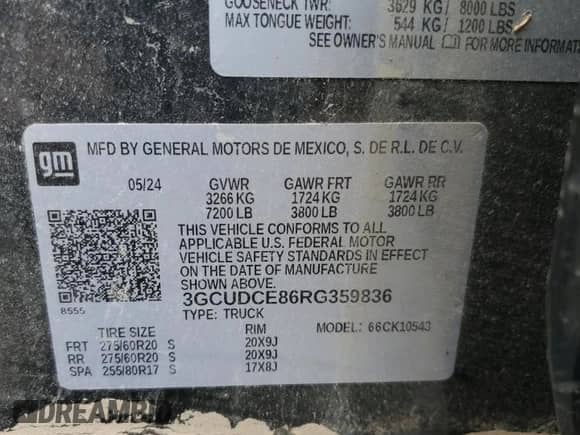 GOOSENECK TWR: 3629 KG/ 8000 LBS
MAX TONGUE WEIGHT: 544 KG/ 1200 LBS
SEE OWNER'S MANUAL FOR MORE INFORMAT
gm
MFD BY GENERAL MOTORS DE MEXICO, S. DE R.L. DE C.V.
05/24 GVWR GAWR FRT GAWR RR
3266 KG 1724 KG 1724 KG
7200 LB 3800 LB 3800 LB
THIS VEHICLE CONFORMS TO ALL
APPLICABLE U.S. FEDERAL MOTOR
VEHICLE SAFETY STANDARDS IN EFFECT
ON THE DATE OF MANUFACTURE
SHOWN ABOVE.
8555 3GCUDCE86RG359836
TYPE: TRUCK MODEL: 66CK10543
TIRE SIZE RIM
FRT 275/60R20 S 20X9J
RR 275/60R20 S 20X9J
SPA 255/80R17 S 17X8J
DREAMBID